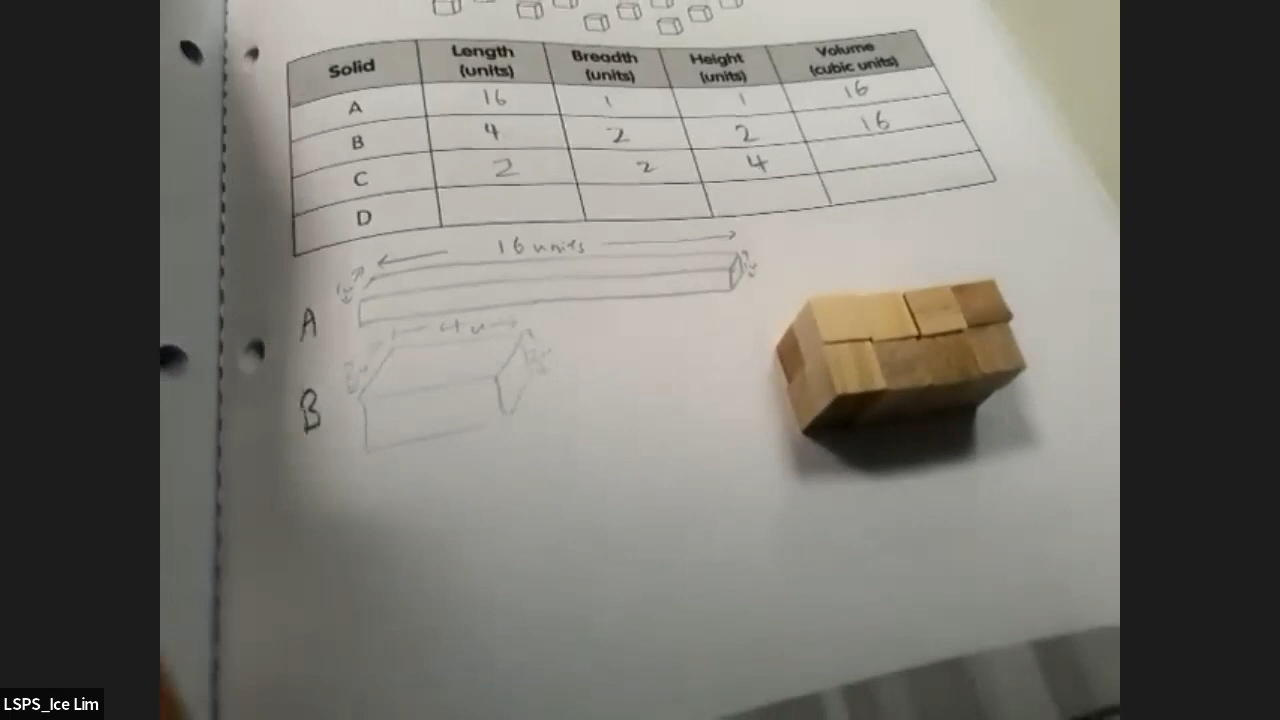 Solid Length (units) Breadth (units) Height (units) Volume (cubic units)
A 16 1 1 16
B 4 2 2 16
C 2 2 4
D
16 units
A
4 u
B
LSPS_Ice Lim